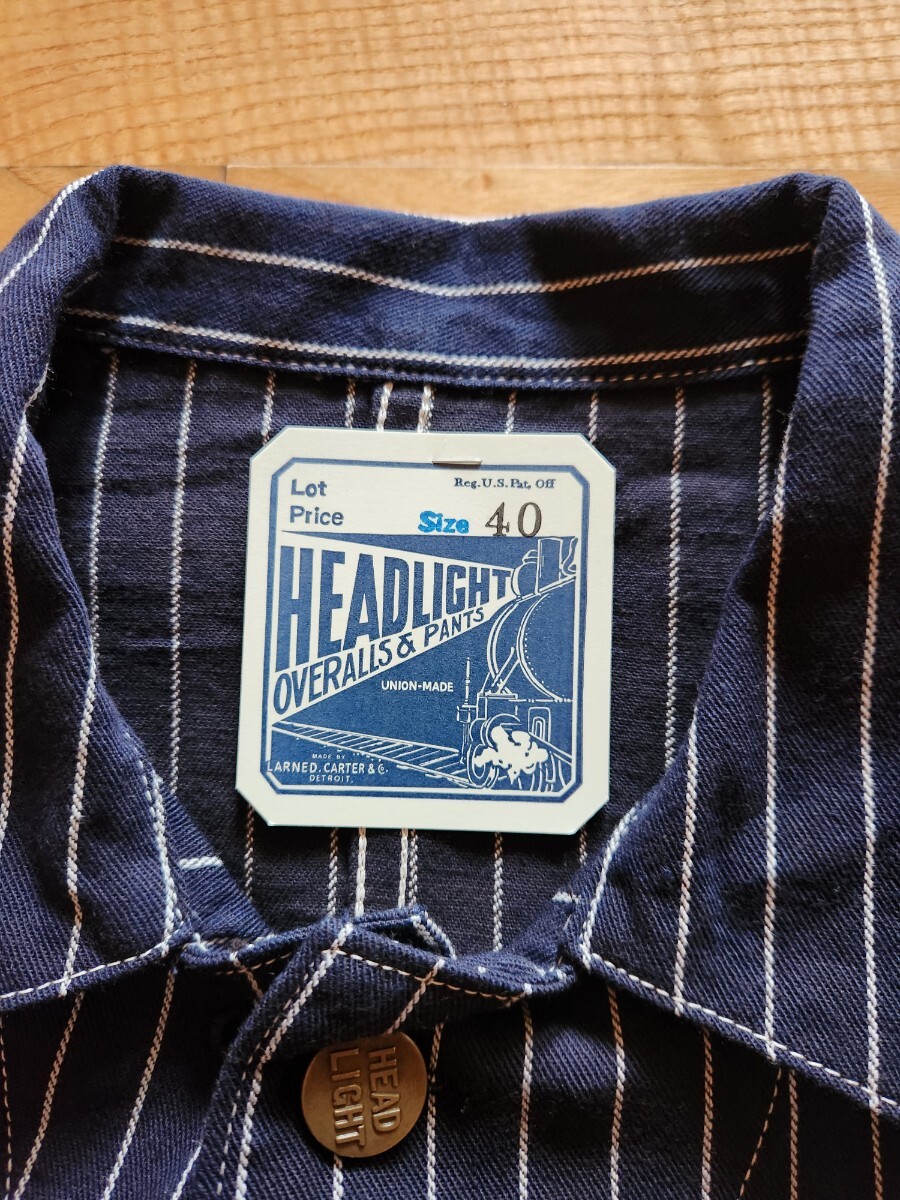 Lot
Reg. U.S. Pat. Off
Price
Size 40
HEADLIGHT
OVERALLS & PANTS
UNION-MADE
MADE BY
LARNED, CARTER & Co.
DETROIT.
HEAD
LIGHT